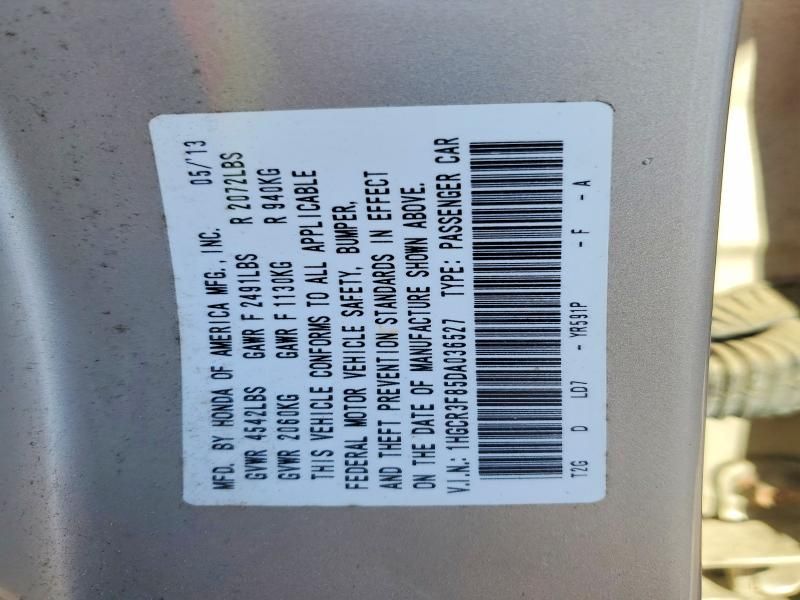 MFD. BY HONDA OF AMERICA MFG., INC. 05/'13
GVWR 4542LBS GAWR F 2491LBS R 2072LBS
GVWR 2060KG GAWR F 1130KG R 940KG
THIS VEHICLE CONFORMS TO ALL APPLICABLE
FEDERAL MOTOR VEHICLE SAFETY, BUMPER,
AND THEFT PREVENTION STANDARDS IN EFFECT
ON THE DATE OF MANUFACTURE SHOWN ABOVE.
V.I.N.: 1HGCR3F85DA036527 TYPE: PASSENGER CAR
T2G D LD7 - YR591P - F - A